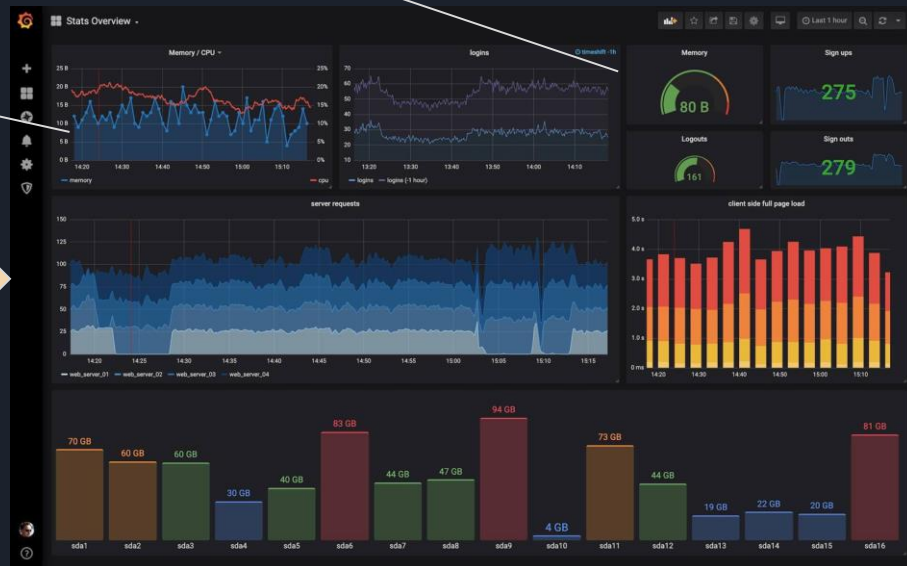 Stats Overview
Last 1 hour
Memory / CPU
25 B
20 B
15 B
10 B
5 B
0 B
25%
20%
15%
10%
5%
0%
14:20 14:30 14:40 14:50 15:00 15:10
memory cpu
logins
timeshift -1h
70
60
50
40
30
20
10
13:20 13:30 13:40 13:50 14:00 14:10
logins logins (-1 hour)
Memory
80 B
Sign ups
275
Logouts
161
Sign outs
279
server requests
150
125
100
75
50
25
0
14:20 14:25 14:30 14:35 14:40 14:45 14:50 14:55 15:00 15:05 15:10 15:15
web_server_01 web_server_02 web_server_03 web_server_04
client side full page load
5.0 s
4.0 s
3.0 s
2.0 s
1.0 s
0 ms
14:20 14:30 14:40 14:50 15:00 15:10
70 GB 60 GB 60 GB 30 GB 40 GB 83 GB 44 GB 47 GB 94 GB 4 GB 73 GB 44 GB 19 GB 22 GB 20 GB 81 GB
sda1 sda2 sda3 sda4 sda5 sda6 sda7 sda8 sda9 sda10 sda11 sda12 sda13 sda14 sda15 sda16